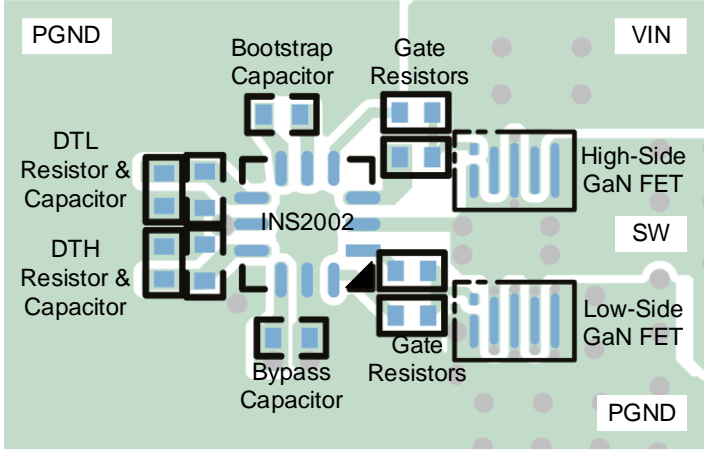 PGND
VIN
Bootstrap
Capacitor
Gate
Resistors
DTL
Resistor &
Capacitor
High-Side
GaN FET
INS2002
SW
DTH
Resistor &
Capacitor
Low-Side
GaN FET
Gate
Resistors
Bypass
Capacitor
PGND